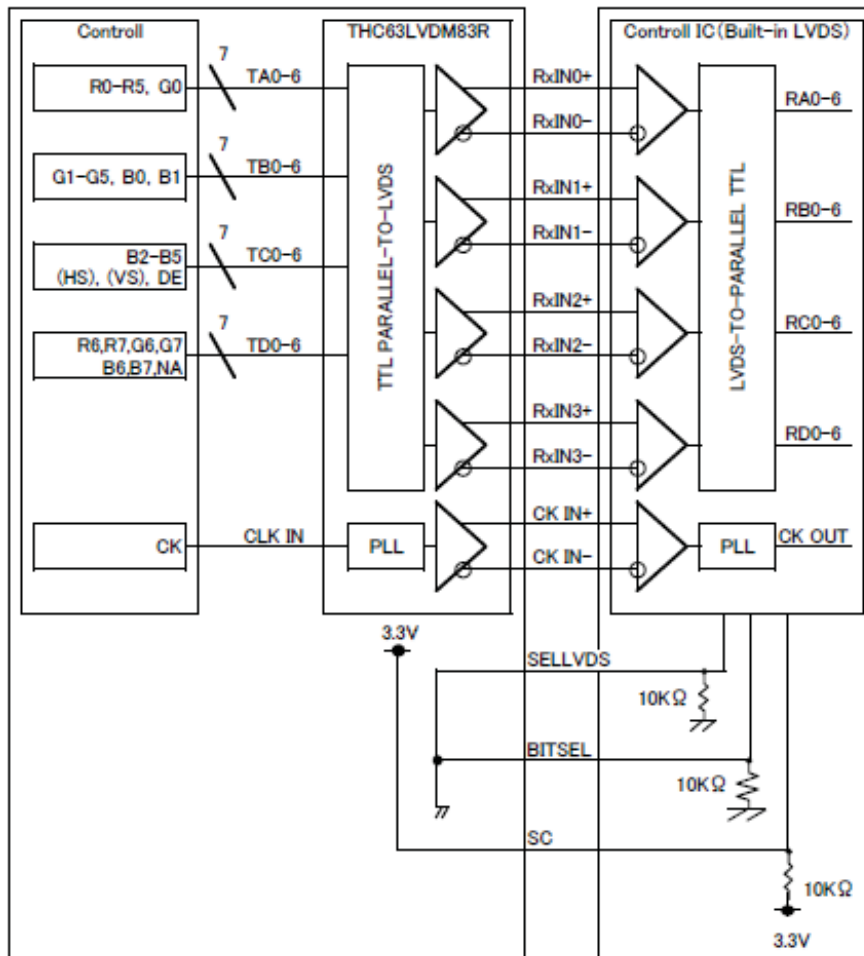 Controll
THC63LVDM83R
Controll IC(Built-in LVDS)
R0-R5, G0
7
TA0-6
RxIN0+
RxIN0-
RA0-6
G1-G5, B0, B1
7
TB0-6
RxIN1+
RxIN1-
RB0-6
B2-B5
(HS), (VS), DE
7
TC0-6
RxIN2+
RxIN2-
RC0-6
R6,R7,G6,G7
B6,B7,NA
7
TD0-6
RxIN3+
RxIN3-
RD0-6
TTL PARALLEL-TO-LVDS
LVDS-TO-PARALLEL TTL
CK
CLK IN
PLL
CK IN+
CK IN-
PLL
CK OUT
3.3V
SELLVDS
10KΩ
BITSEL
10KΩ
SC
10KΩ
3.3V